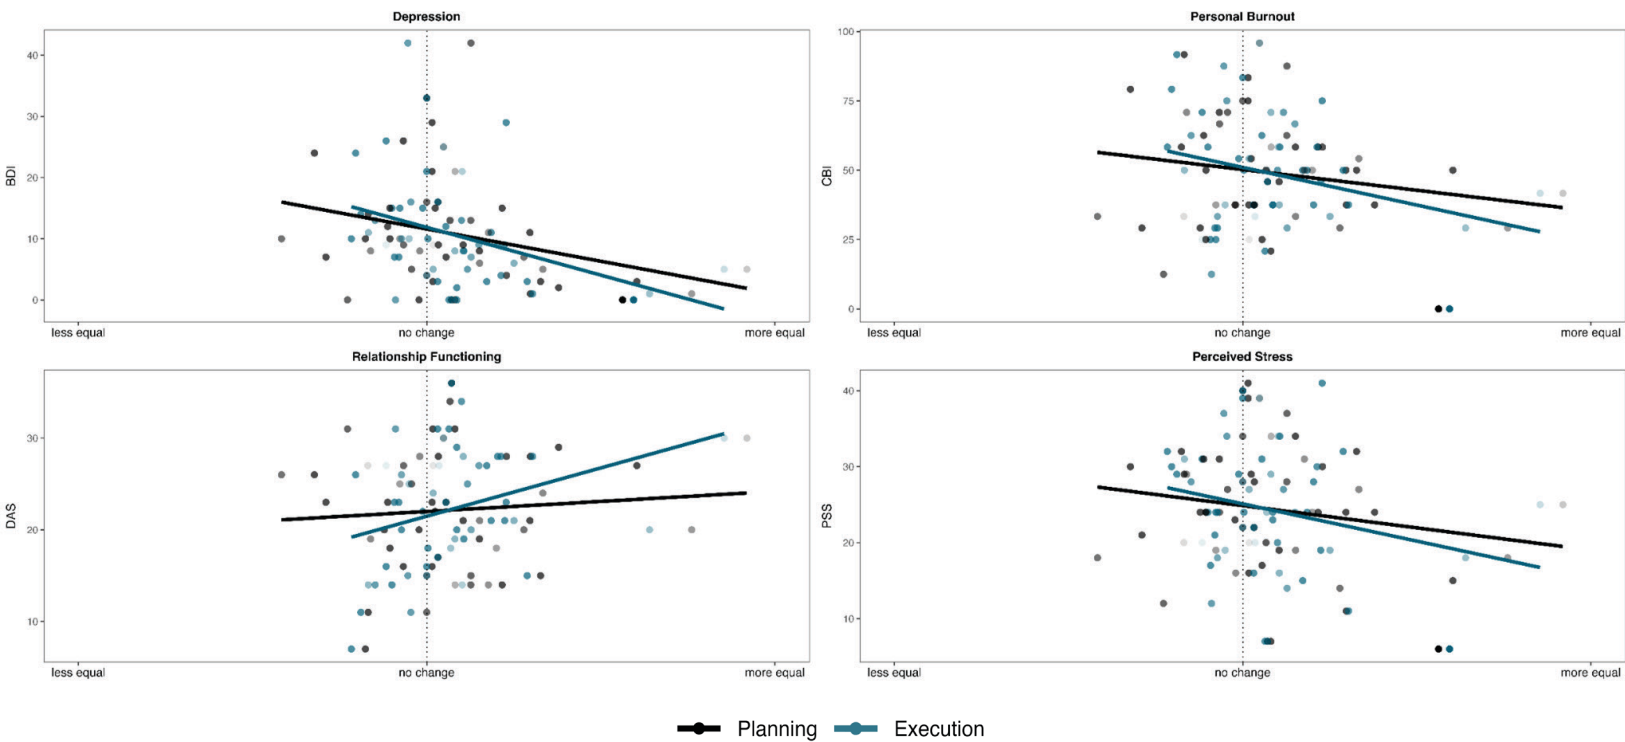 Depression
BDI
40
30
20
10
0
less equal no change more equal
Personal Burnout
CBI
100
75
50
25
0
less equal no change more equal
Relationship Functioning
DAS
30
20
10
less equal no change more equal
Perceived Stress
PSS
40
30
20
10
less equal no change more equal
Planning Execution